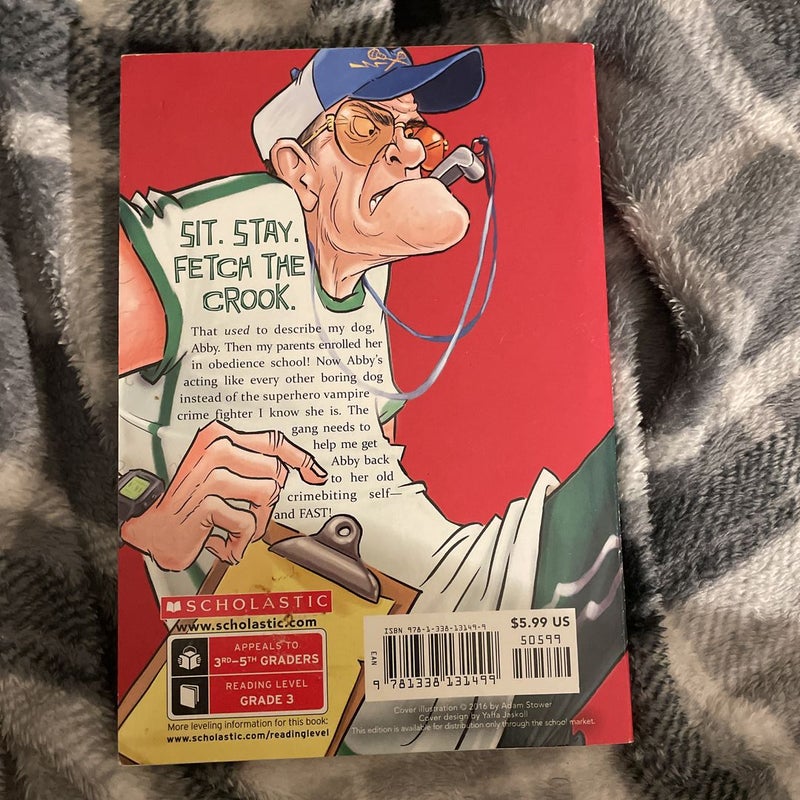 SIT. STAY.
FETCH THE
CROOK.
That used to describe my dog,
Abby. Then my parents enrolled her
in obedience school! Now Abby's
acting like every other boring dog
instead of the superhero vampire
crime fighter I know she is. The
gang needs to
help me get
Abby back
to her old
crimebiting self—
and FAST!
SCHOLASTIC
www.scholastic.com
APPEALS TO
3RD–5TH GRADERS
READING LEVEL
GRADE 3
More leveling information for this book:
www.scholastic.com/readinglevel
ISBN 978-1-338-13149-9
$5.99 US
50599
EAN
9 781338 131499
Cover illustration © 2016 by Adam Stower
Cover design by Yaffa Jaskoll
This edition is available for distribution only through the school market.